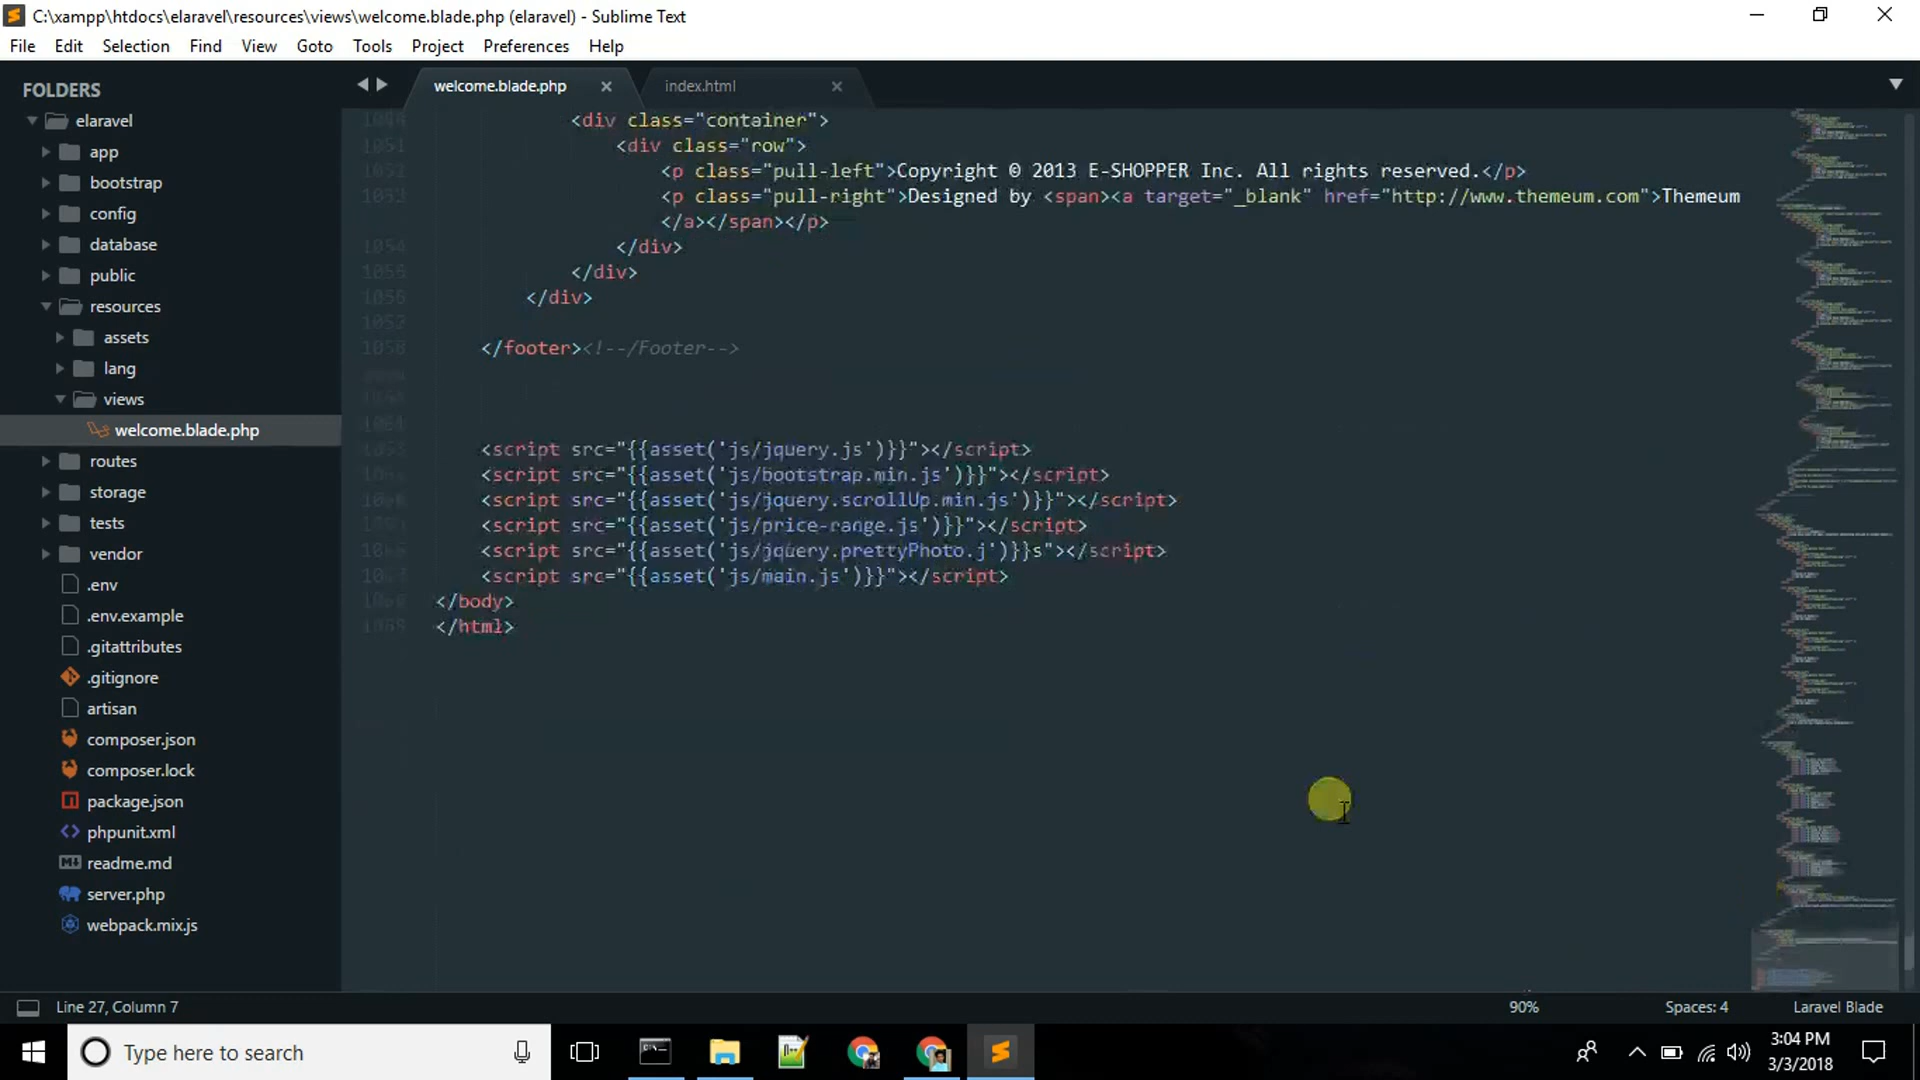 C:\xampp\htdocs\elaravel\resources\views\welcome.blade.php (elaravel) - Sublime Text
File Edit Selection Find View Goto Tools Project Preferences Help
FOLDERS
elaravel
app
bootstrap
config
database
public
resources
assets
lang
views
welcome.blade.php
routes
storage
tests
vendor
.env
.env.example
.gitattributes
.gitignore
artisan
composer.json
composer.lock
package.json
phpunit.xml
readme.md
server.php
webpack.mix.js
welcome.blade.php index.html
<div class="container">
<div class="row">
<p class="pull-left">Copyright © 2013 E-SHOPPER Inc. All rights reserved.</p>
<p class="pull-right">Designed by <span><a target="_blank" href="http://www.themeum.com">Themeum
</a></span></p>
</div>
</div>
</div>
</footer><!--/Footer-->
<script src="{{asset('js/jquery.js')}}"></script>
<script src="{{asset('js/bootstrap.min.js')}}"></script>
<script src="{{asset('js/jquery.scrollUp.min.js')}}"></script>
<script src="{{asset('js/price-range.js')}}"></script>
<script src="{{asset('js/jquery.prettyPhoto.j')}}s"></script>
<script src="{{asset('js/main.js')}}"></script>
</body>
</html>
Line 27, Column 7 90% Spaces: 4 Laravel Blade
Type here to search
3:04 PM
3/3/2018